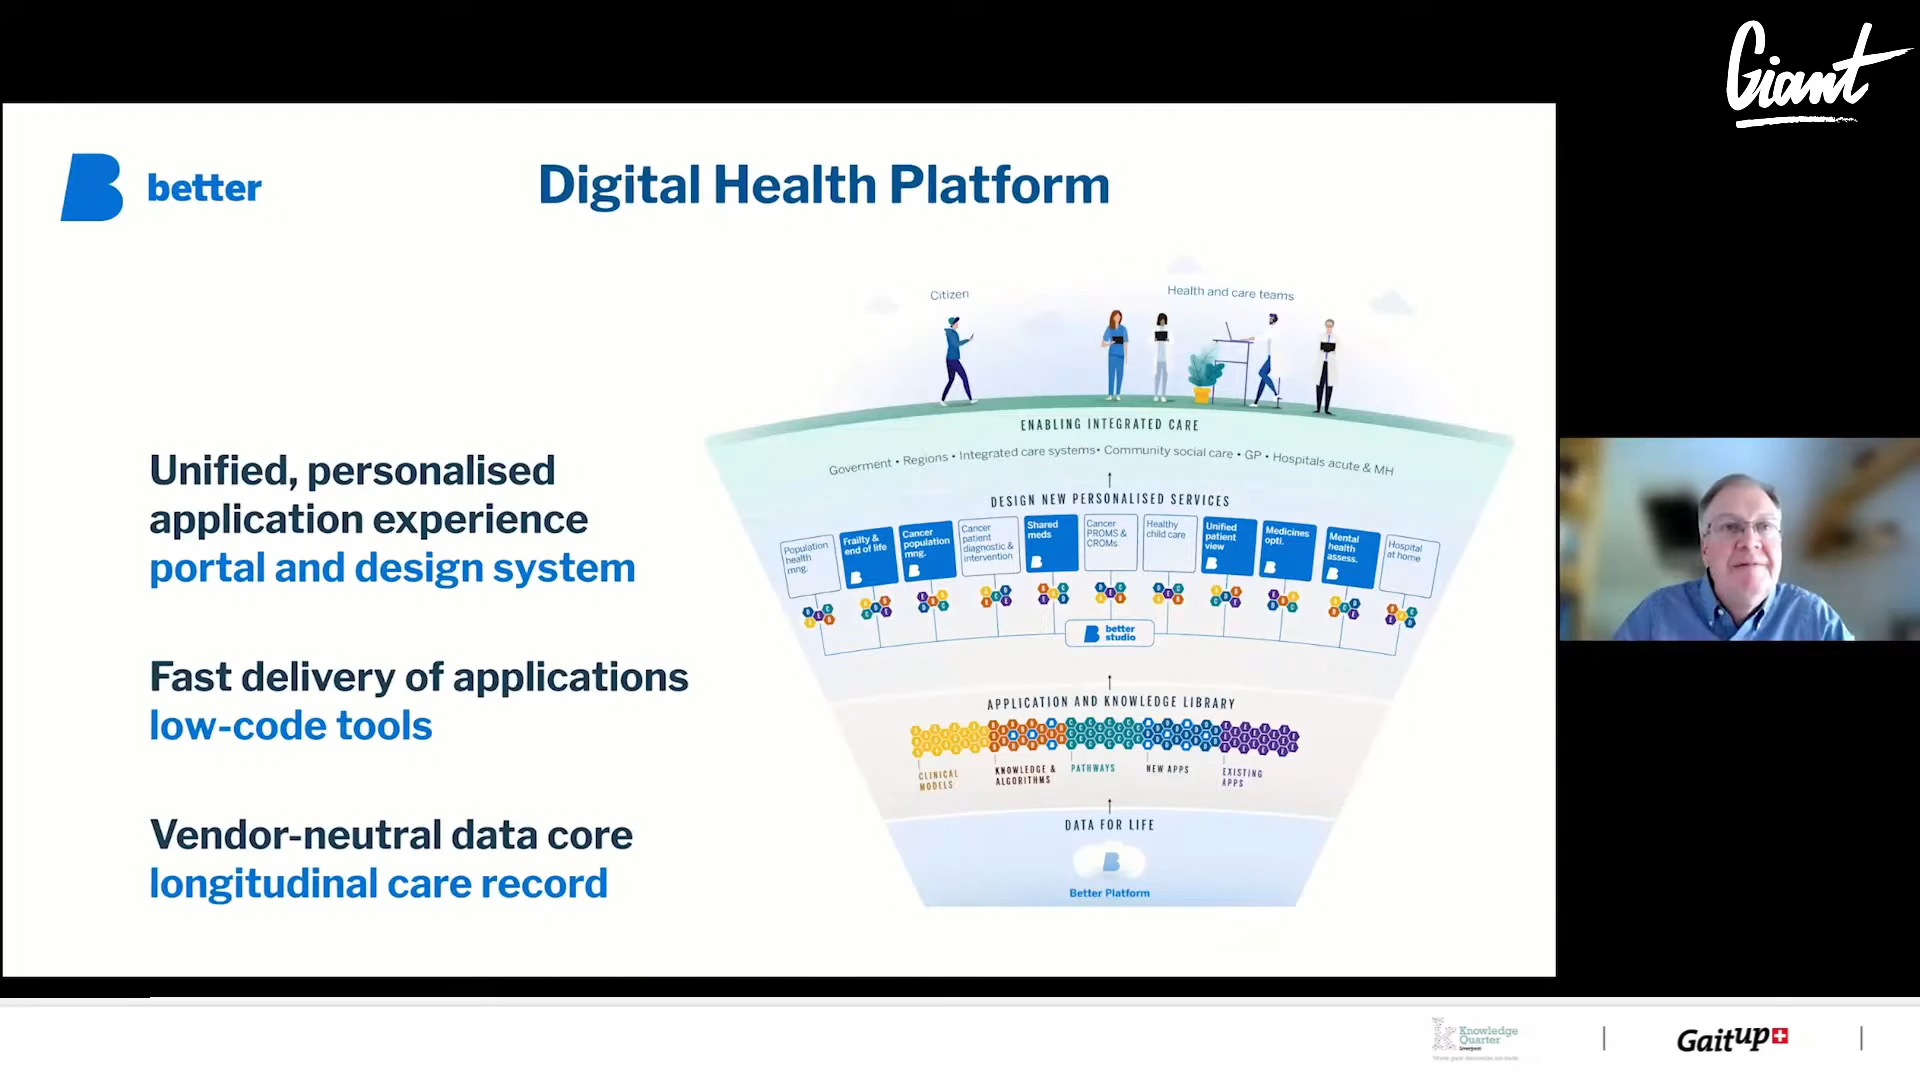 Giant
better
Digital Health Platform
Citizen
Health and care teams
ENABLING INTEGRATED CARE
Goverment • Regions • Integrated care systems • Community social care • GP • Hospitals acute & MH
DESIGN NEW PERSONALISED SERVICES
Population
health
mng.
Frailty &
end of life
Cancer
population
mng.
Cancer
patient
diagnostic &
intervention
Shared
meds
Cancer
PROMS &
CROMs
Healthy
child care
Unified
patient
view
Medicines
opti.
Mental
health
assess.
Hospital
at home
better
studio
APPLICATION AND KNOWLEDGE LIBRARY
CLINICAL
MODELS
KNOWLEDGE &
ALGORITHMS
PATHWAYS
NEW APPS
EXISTING
APPS
DATA FOR LIFE
Better Platform
Unified, personalised
application experience
portal and design system
Fast delivery of applications
low-code tools
Vendor-neutral data core
longitudinal care record
Knowledge
Quarter
Liverpool
Gaitup